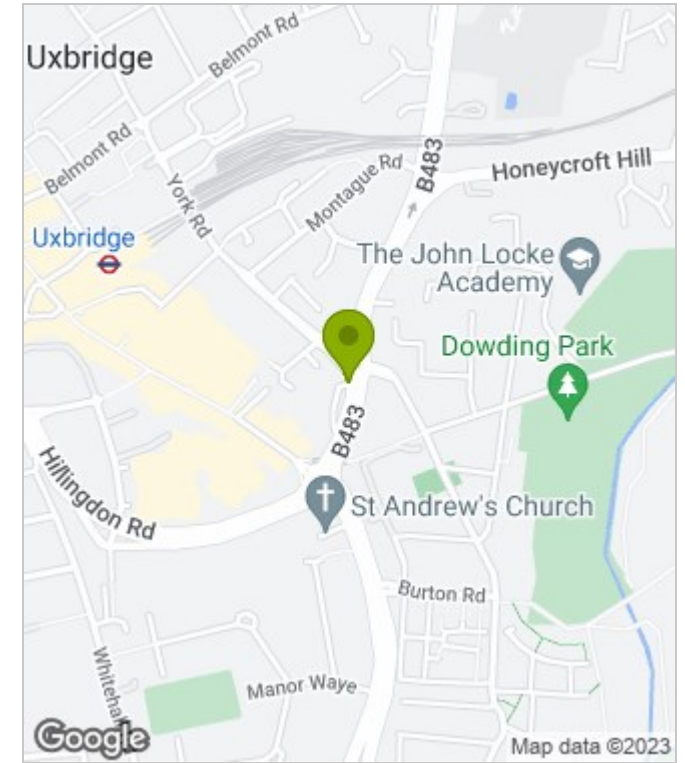 Uxbridge
Belmont Rd
Belmont Rd
B483
Honeycroft Hill
Montague Rd
York Rd
Uxbridge
The John Locke
Academy
Dowding Park
B483
Hillingdon Rd
St Andrew's Church
Burton Rd
Manor Waye
Google
Map data ©2023